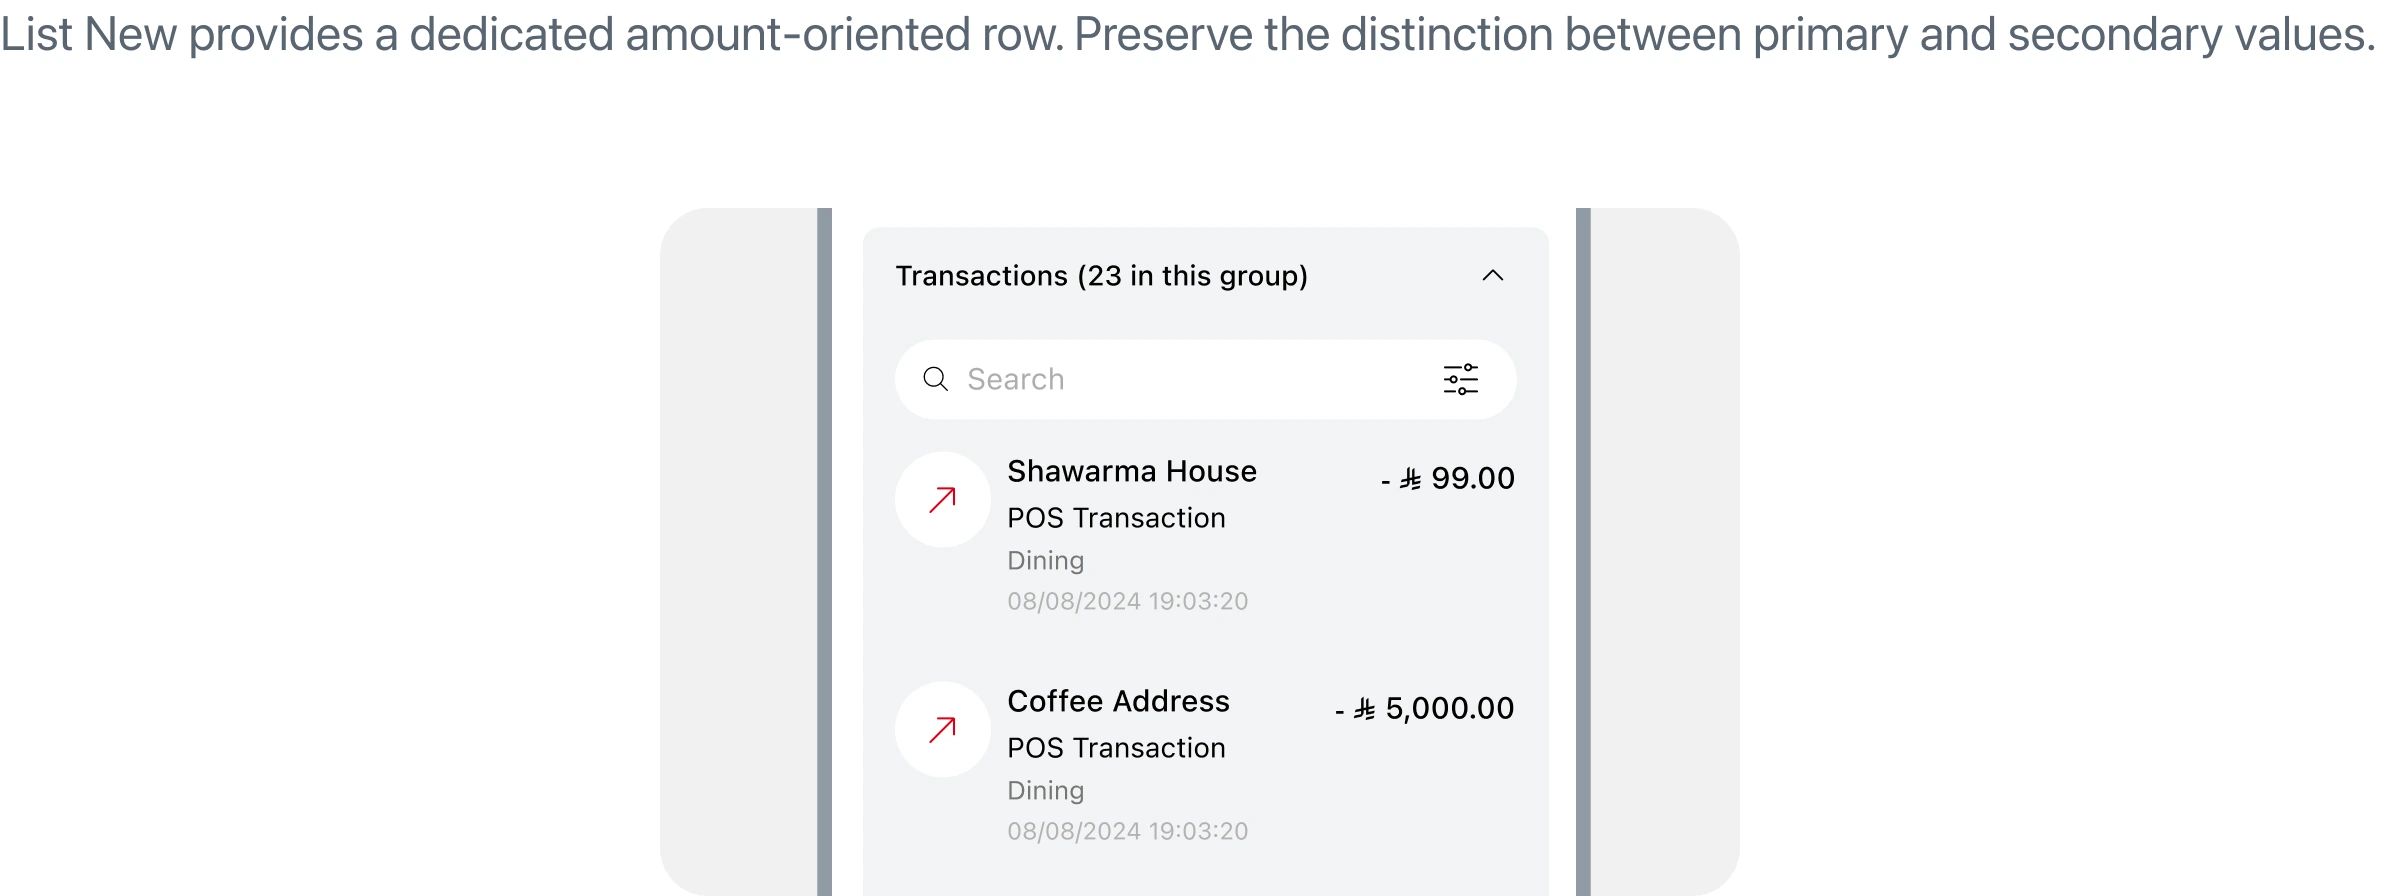 List New provides a dedicated amount-oriented row. Preserve the distinction between primary and secondary values.
Transactions (23 in this group)
Search
Shawarma House
- ⃁ 99.00
POS Transaction
Dining
08/08/2024 19:03:20
Coffee Address
- ⃁ 5,000.00
POS Transaction
Dining
08/08/2024 19:03:20